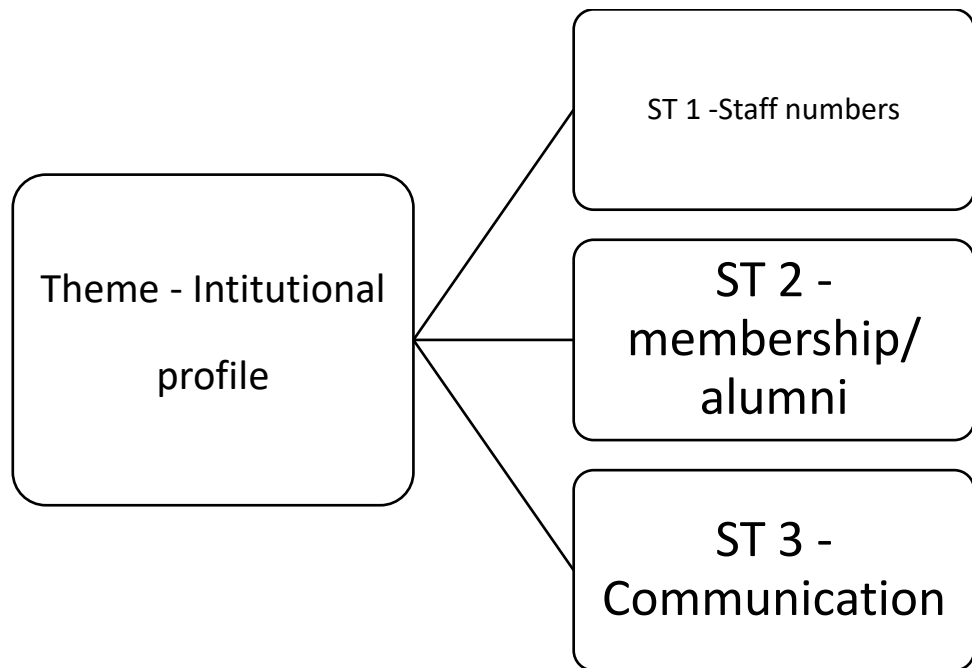 Theme - Intitutional
profile
ST 1 -Staff numbers
ST 2 -
membership/
alumni
ST 3 -
Communication